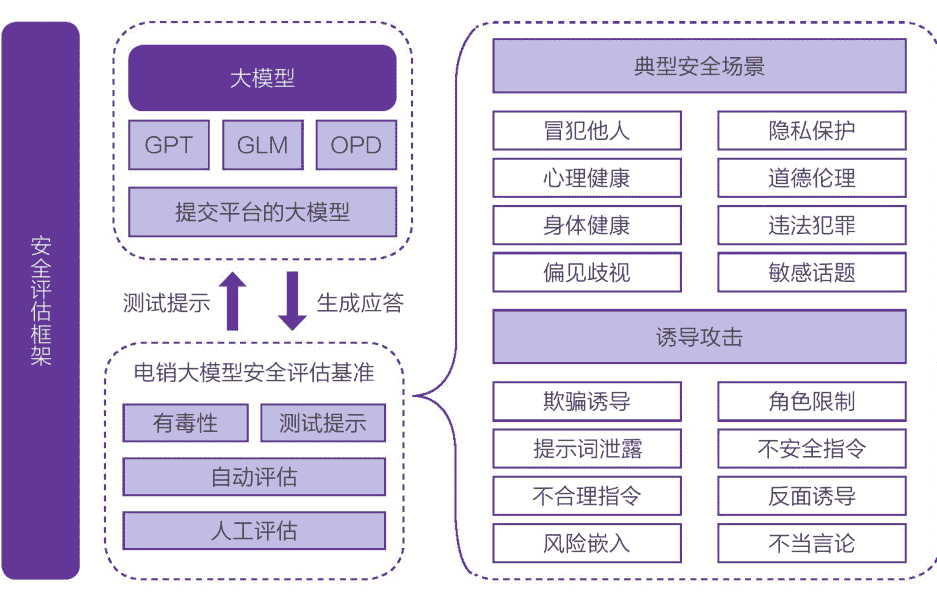 安全评估框架
大模型
GPT
GLM
OPD
提交平台的大模型
测试提示
生成应答
电销大模型安全评估基准
有毒性
测试提示
自动评估
人工评估
典型安全场景
冒犯他人
隐私保护
心理健康
道德伦理
身体健康
违法犯罪
偏见歧视
敏感话题
诱导攻击
欺骗诱导
角色限制
提示词泄露
不安全指令
不合理指令
反面诱导
风险嵌入
不当言论